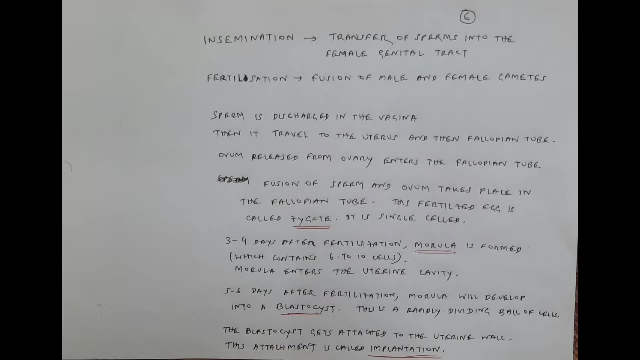 6
INSEMINATION → TRANSFER OF SPERMS INTO THE
FEMALE GENITAL TRACT
FERTILISATION → FUSION OF MALE AND FEMALE GAMETES
SPERM IS DISCHARGED IN THE VAGINA
THEN IT TRAVEL TO THE UTERUS AND THEN FALLOPIAN TUBE.
OVUM RELEASED FROM OVARY ENTERS THE FALLOPIAN TUBE
FUSION OF SPERM AND OVUM TAKES PLACE IN
THE FALLOPIAN TUBE. THIS FERTILIZED EGG IS
CALLED ZYGOTE. IT IS SINGLE CELLED.
3-4 DAYS AFTER FERTILIZATION, MORULA IS FORMED
(WHICH CONTAINS 6 TO 10 CELLS).
MORULA ENTERS THE UTERINE CAVITY.
5-6 DAYS AFTER FERTILIZATION, MORULA WILL DEVELOP
INTO A BLASTOCYST. THIS IS A RAPIDLY DIVIDING BALL OF CELLS.
THE BLASTOCYST GETS ATTACHED TO THE UTERINE WALL.
THIS ATTACHMENT IS CALLED IMPLANTATION.